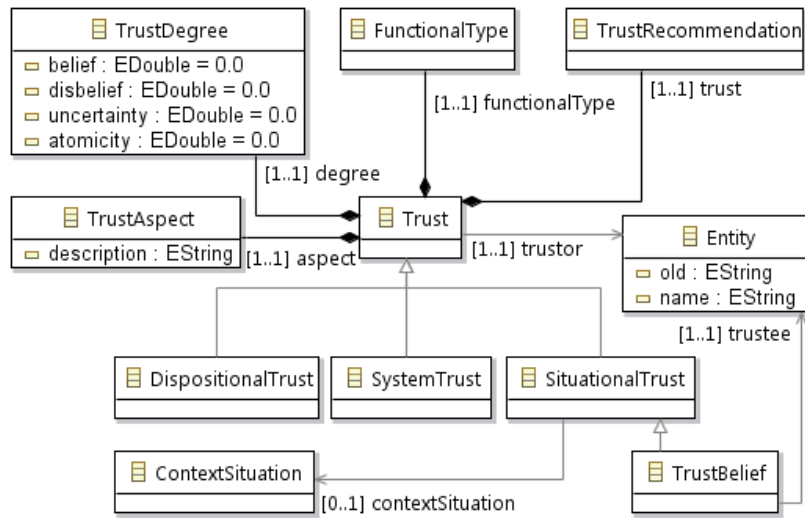 TrustDegree
belief : EDouble = 0.0
disbelief : EDouble = 0.0
uncertainty : EDouble = 0.0
atomicity : EDouble = 0.0
FunctionalType
TrustRecommendation
[1..1] functionalType
[1..1] trust
[1..1] degree
TrustAspect
description : EString
[1..1] aspect
Trust
[1..1] trustor
Entity
old : EString
name : EString
[1..1] trustee
DispositionalTrust
SystemTrust
SituationalTrust
ContextSituation
[0..1] contextSituation
TrustBelief